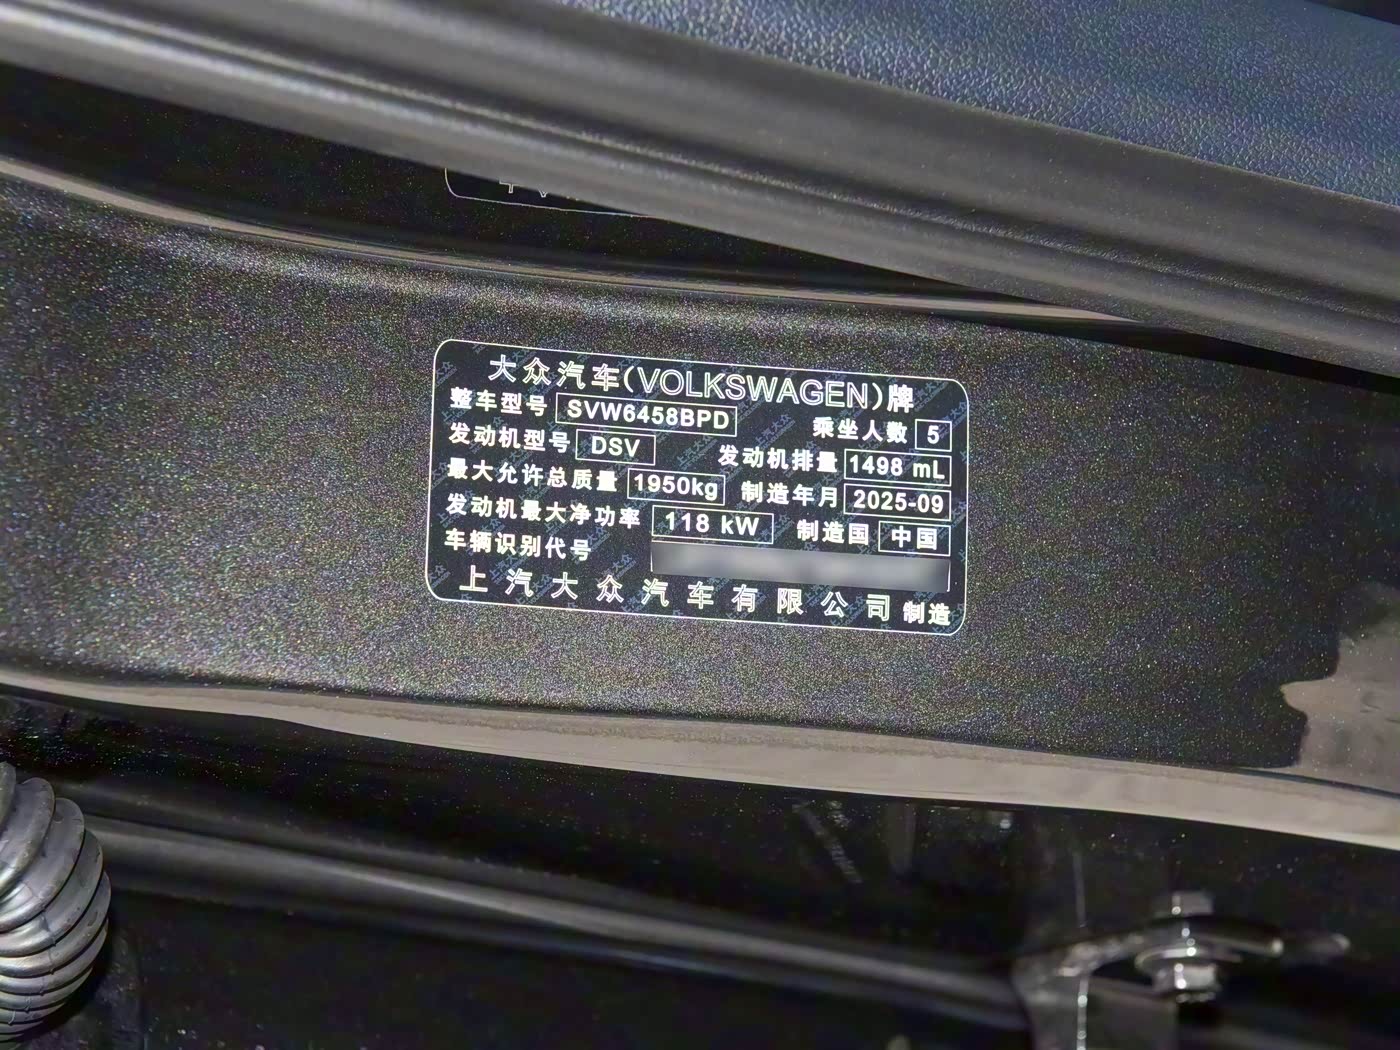 大众汽车(VOLKSWAGEN)牌
整车型号 SVW6458BPD 乘坐人数 5
发动机型号 DSV 发动机排量 1498 mL
最大允许总质量 1950kg 制造年月 2025-09
发动机最大净功率 118 kW 制造国 中国
车辆识别代号
上汽大众汽车有限公司 制造